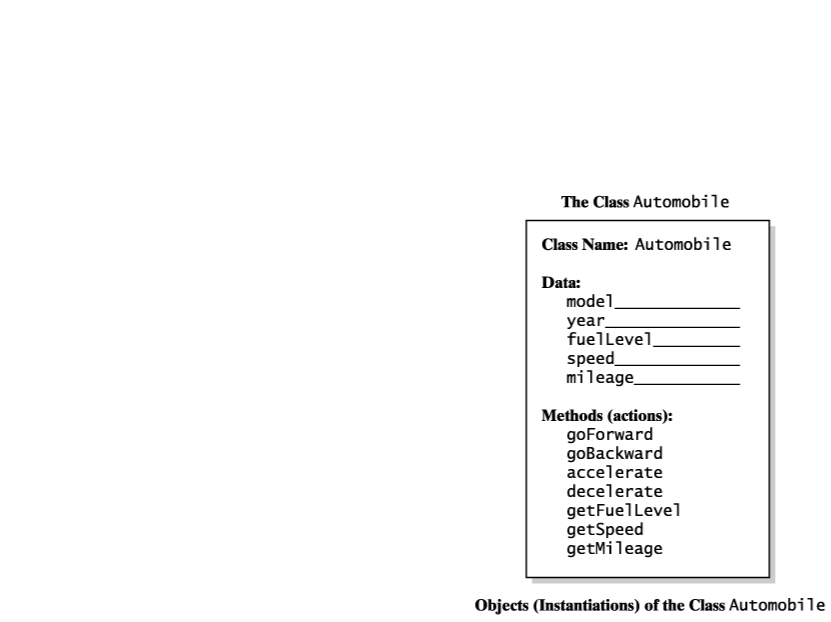 The Class Automobile
Class Name: Automobile
Data:
model
year
fuelLevel
speed
mileage
Methods (actions):
goForward
goBackward
accelerate
decelerate
getFuelLevel
getSpeed
getMileage
Objects (Instantiations) of the Class Automobile